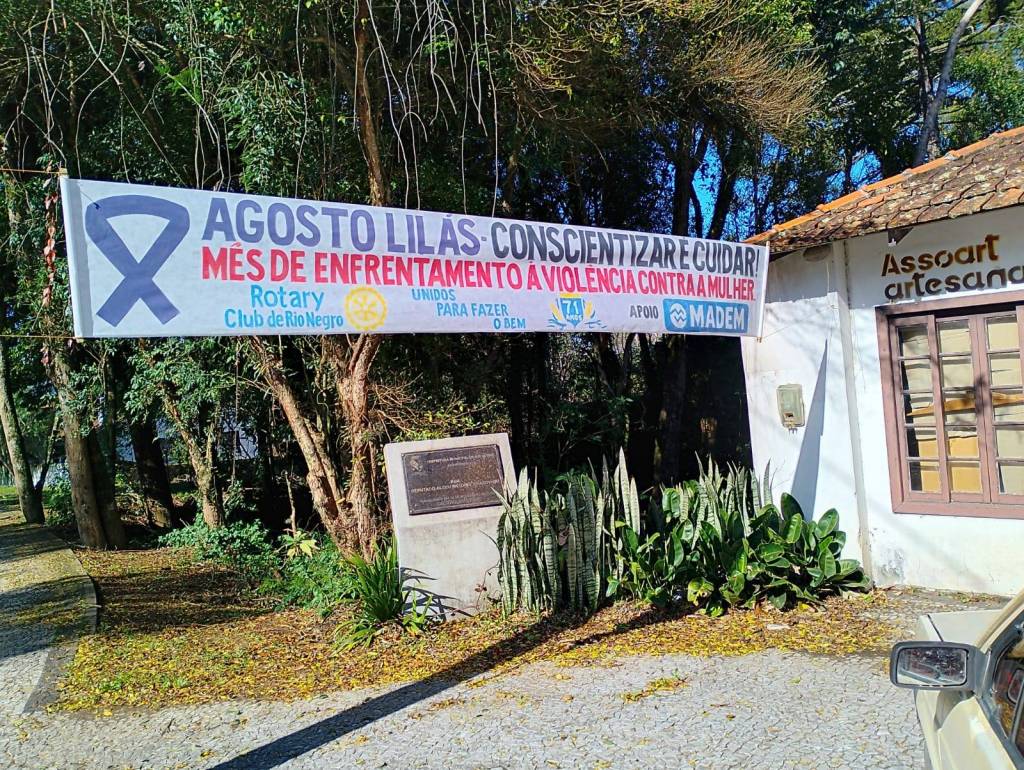 AGOSTO LILÁS - CONSCIENTIZAR E CUIDAR!
MÊS DE ENFRENTAMENTO À VIOLÊNCIA CONTRA A MULHER.
Rotary
Club de Rio Negro
UNIDOS
PARA FAZER
O BEM
71
ANOS
APOIO
MADEM
Assoart
artesana